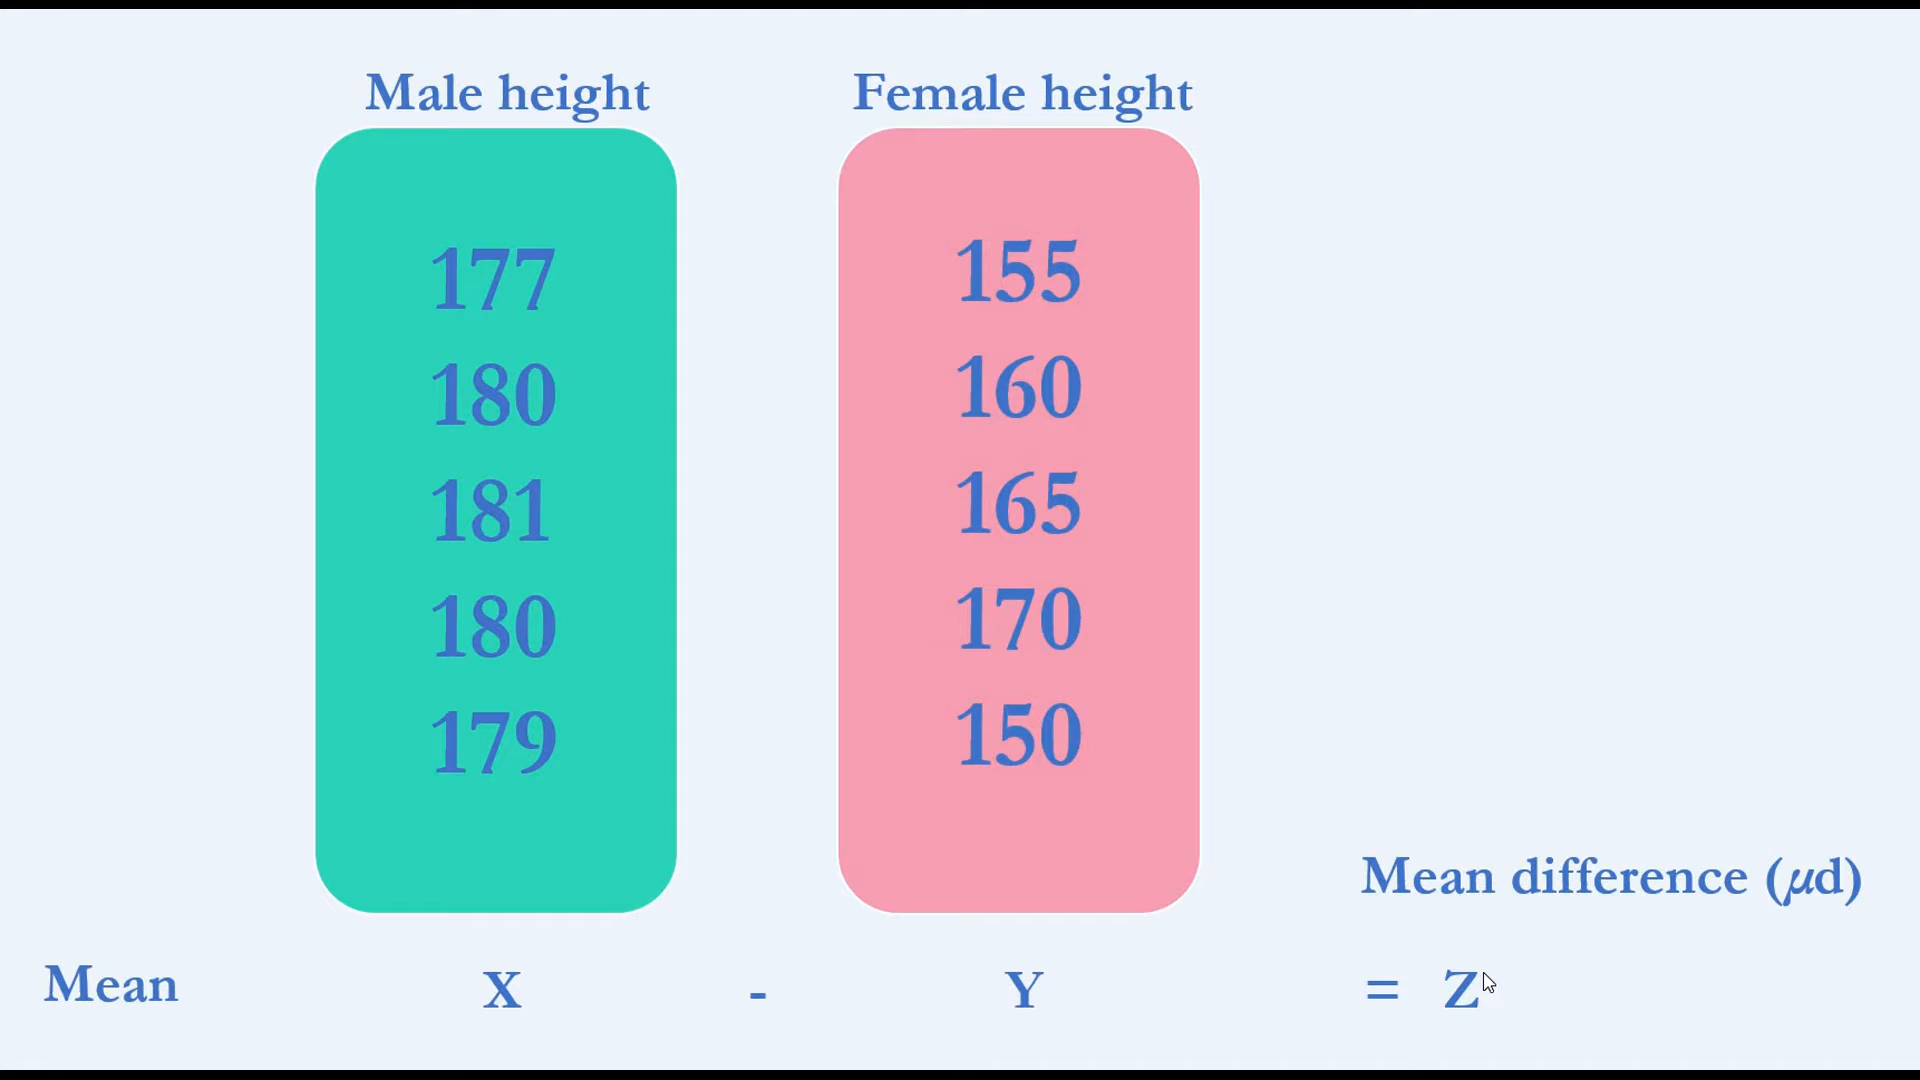 Male height
Female height
177
180
181
180
179
155
160
165
170
150
Mean difference (μd)
Mean X - Y = Z